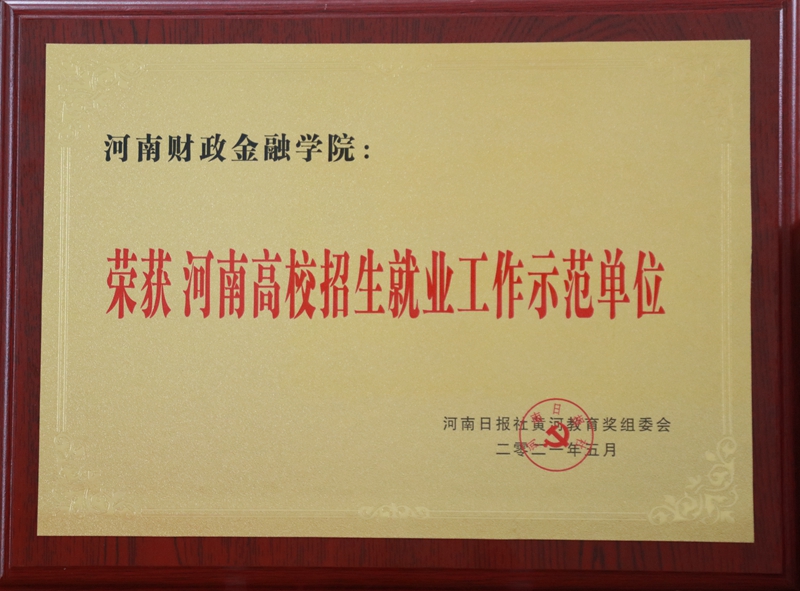 河南财政金融学院：
荣获 河南高校招生就业工作示范单位
河南日报社黄河教育奖组委会
二零二一年五月